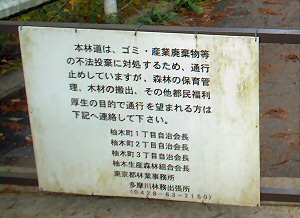 本林道は、ゴミ・産業廃棄物等
の不法投棄に対処するため、通行
止めしていますが、森林の保育管
理、木材の搬出、その他都民福利
厚生の目的で通行を望まれる方は
下記へ連絡して下さい。
柚木町1丁目自治会長
柚木町2丁目自治会長
柚木町3丁目自治会長
柚木生産森林組合会長
東京都林業事務所
多摩川林務出張所
(0428-83-2150)